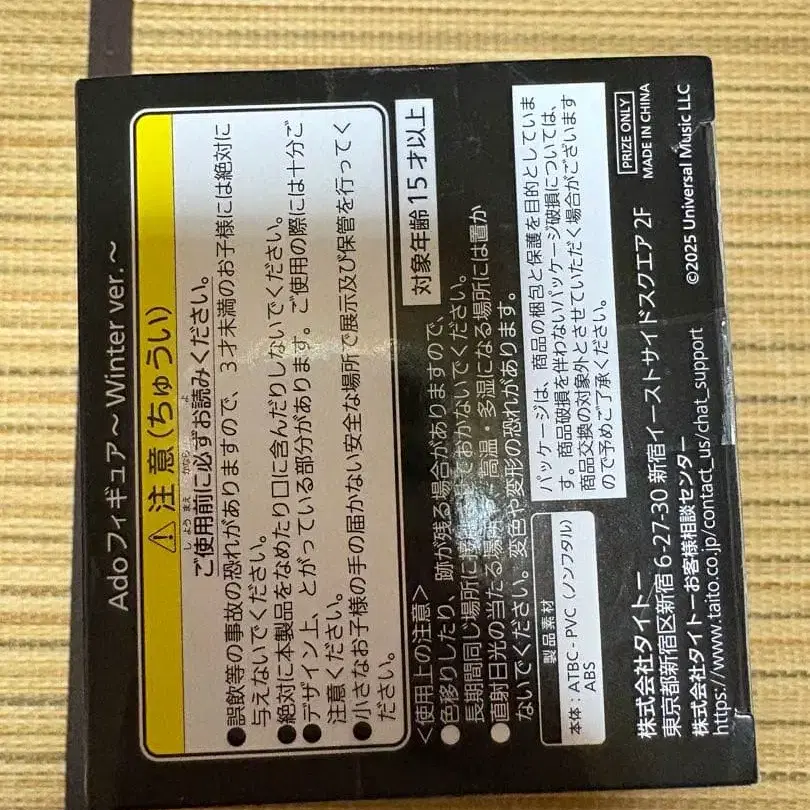 Adoフィギュア～Winter ver.～
⚠注意(ちゅうい)
しようまえ かなら よ
ご使用前に必ずお読みください。
●誤飲等の事故の恐れがありますので、3才未満のお子様には絶対に
与えないでください。
●絶対に本製品をなめたり口に含んだりしないでください。
●デザイン上、とがっている部分があります。ご使用の際には十分ご
注意ください。
●小さなお子様の手の届かない安全な場所で展示及び保管を行ってく
ださい。
対象年齢15才以上
＜使用上の注意＞
●色移りしたり、跡が残る場合がありますので、
長期間同じ場所に

おかないでください。
●直射日光の当たる場所、高温・多湿になる場所には置か
ないでください。変色や変形の恐れがあります。
製品素材
本体：ATBC-PVC（ノンフタル）
ABS
パッケージは、商品の梱包と保護を目的としていま
す。商品破損を伴わないパッケージ破損については、
商品交換の対象外とさせていただく場合がございます
ので予めご了承ください。
PRIZE ONLY
MADE IN CHINA
株式会社タイトー
東京都新宿区新宿 6-27-30 新宿イーストサイドスクエア 2F
株式会社タイトーお客様相談センター
https://www.taito.co.jp/contact_us/chat_support
©2025 Universal Music LLC